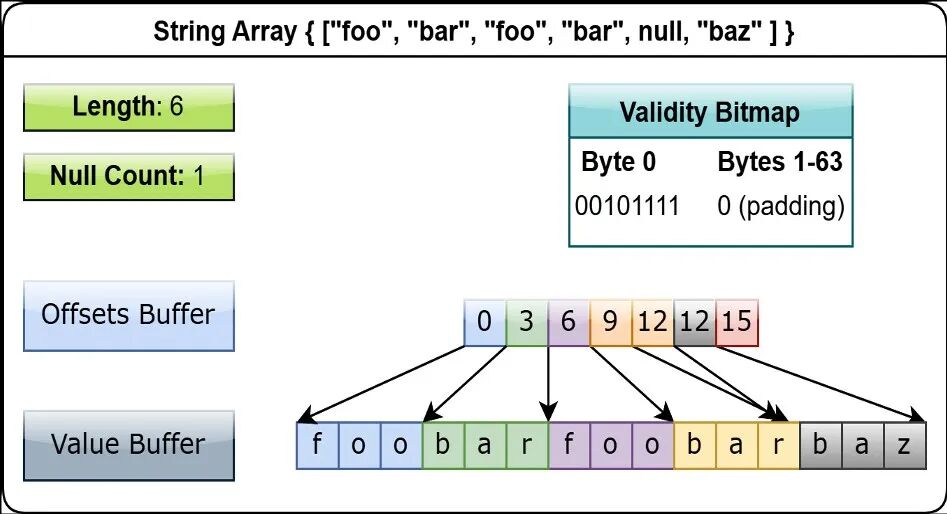 String Array { ["foo", "bar", "foo", "bar", null, "baz" ] }
Length: 6
Null Count: 1
Validity Bitmap
Byte 0 Bytes 1-63
00101111 0 (padding)
Offsets Buffer
0 3 6 9 12 12 15
Value Buffer
f o o b a r f o o b a r b a z